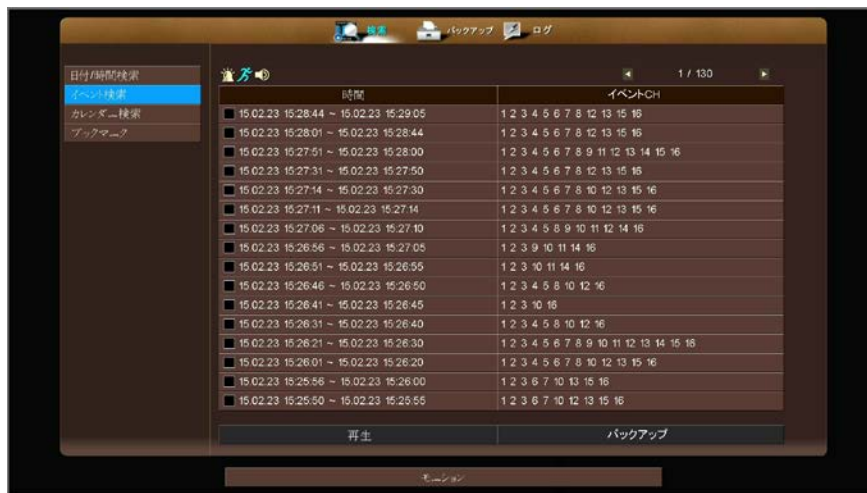 検索 バックアップ ログ
日付/時間検索
イベント検索
カレンダー検索
ブックマーク
1 / 130
時間 イベントCH
15.02.23 15:28:44 ~ 15.02.23 15:29:05 1 2 3 4 5 6 7 8 12 13 15 16
15.02.23 15:28:01 ~ 15.02.23 15:28:44 1 2 3 4 5 6 7 8 12 13 15 16
15.02.23 15:27:51 ~ 15.02.23 15:28:00 1 2 3 4 5 6 7 8 9 11 12 13 14 15 16
15.02.23 15:27:31 ~ 15.02.23 15:27:50 1 2 3 4 5 6 7 8 12 13 15 16
15.02.23 15:27:14 ~ 15.02.23 15:27:30 1 2 3 4 5 6 7 8 10 12 13 15 16
15.02.23 15:27:11 ~ 15.02.23 15:27:14 1 2 3 4 5 6 7 8 10 12 13 15 16
15.02.23 15:27:06 ~ 15.02.23 15:27:10 1 2 3 4 5 8 9 10 11 12 14 16
15.02.23 15:26:56 ~ 15.02.23 15:27:05 1 2 3 9 10 11 14 16
15.02.23 15:26:51 ~ 15.02.23 15:26:55 1 2 3 10 11 14 16
15.02.23 15:26:46 ~ 15.02.23 15:26:50 1 2 3 4 5 8 10 12 16
15.02.23 15:26:41 ~ 15.02.23 15:26:45 1 2 3 10 16
15.02.23 15:26:31 ~ 15.02.23 15:26:40 1 2 3 4 5 8 10 12 16
15.02.23 15:26:21 ~ 15.02.23 15:26:30 1 2 3 4 5 6 7 8 9 10 11 12 13 14 15 16
15.02.23 15:26:01 ~ 15.02.23 15:26:20 1 2 3 4 5 6 7 8 10 12 13 15 16
15.02.23 15:25:56 ~ 15.02.23 15:26:00 1 2 3 6 7 10 13 15 16
15.02.23 15:25:50 ~ 15.02.23 15:25:55 1 2 3 6 7 10 12 13 15 16
再生 バックアップ
モーション